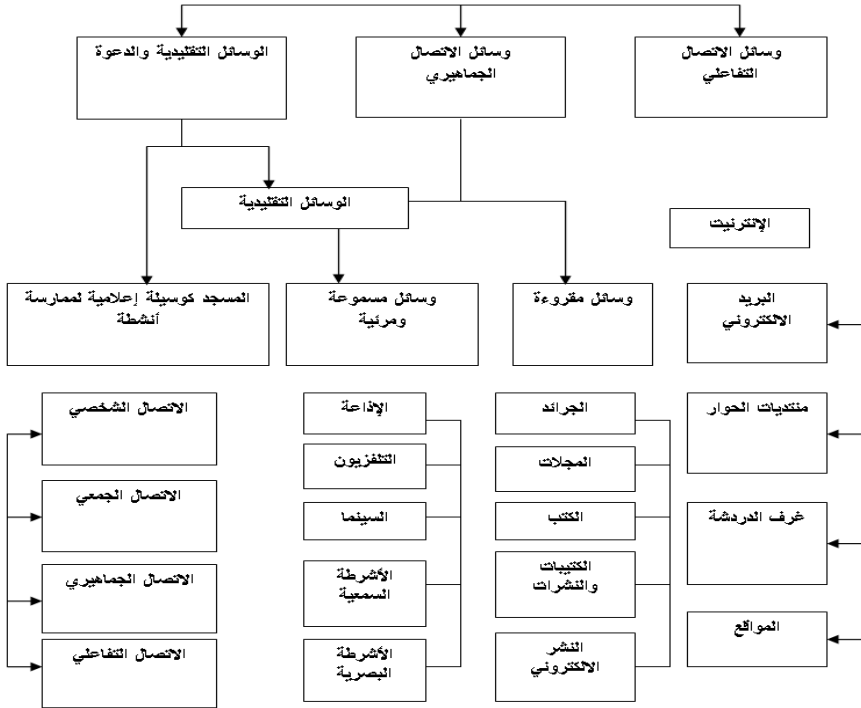 الوسائل التقليدية والدعوة
وسائل الاتصال
الجماهيري
وسائل الاتصال
التفاعلي
الوسائل التقليدية
الإنترنيت
المسجد كوسيلة إعلامية لممارسة
أنشطة
وسائل مسموعة
ومرئية
وسائل مقروءة
البريد
الالكتروني
الاتصال الشخصي
الإذاعة
الجرائد
منتديات الحوار
التلفزيون
المجلات
الاتصال الجمعي
السينما
الكتب
غرف الدردشة
الاتصال الجماهيري
الأشرطة
السمعية
الكتيبات
والنشرات
المواقع
الاتصال التفاعلي
الأشرطة
البصرية
النشر
الالكتروني